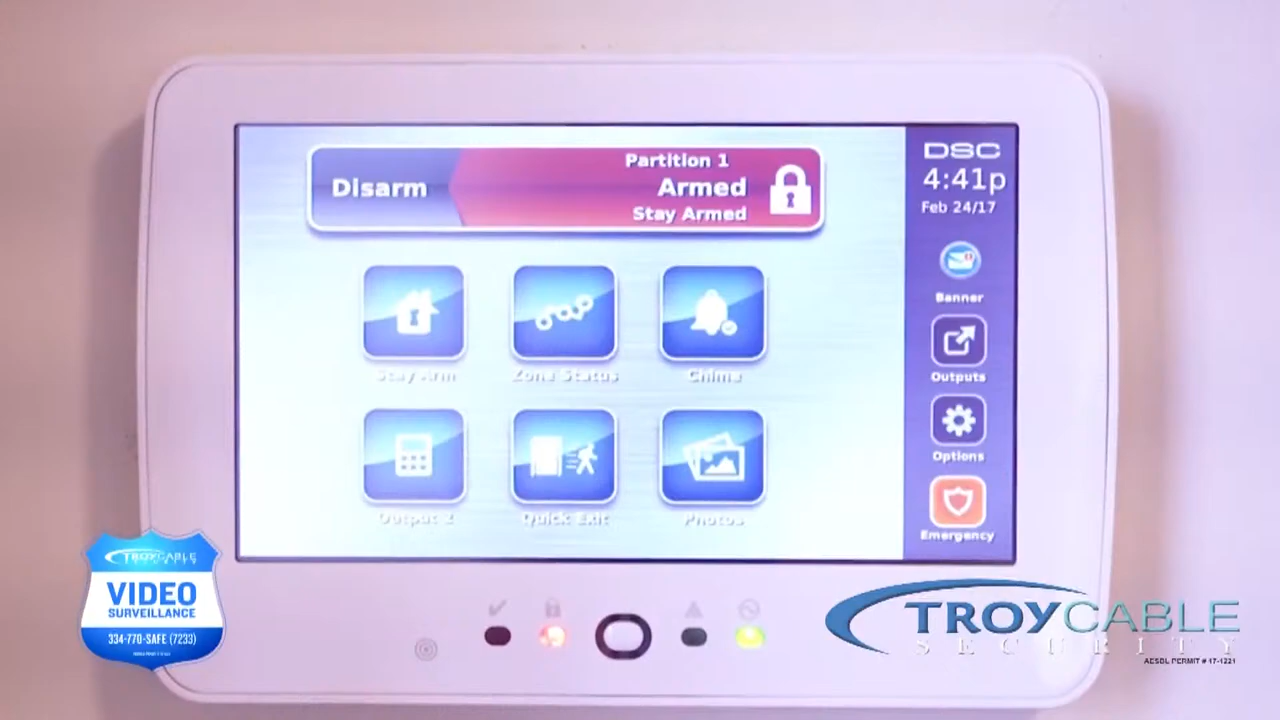 DSC
4:41p
Feb 24/17
Partition 1
Disarm
Armed
Stay Armed
Banner
Stay Arm
Zone Status
Chime
Outputs
Options
Output 2
Quick Exit
Photos
Emergency
TROYCABLE
VIDEO
SURVEILLANCE
334-770-SAFE (7233)
TROYCABLE
SECURITY
AESBL PERMIT # 17-1221